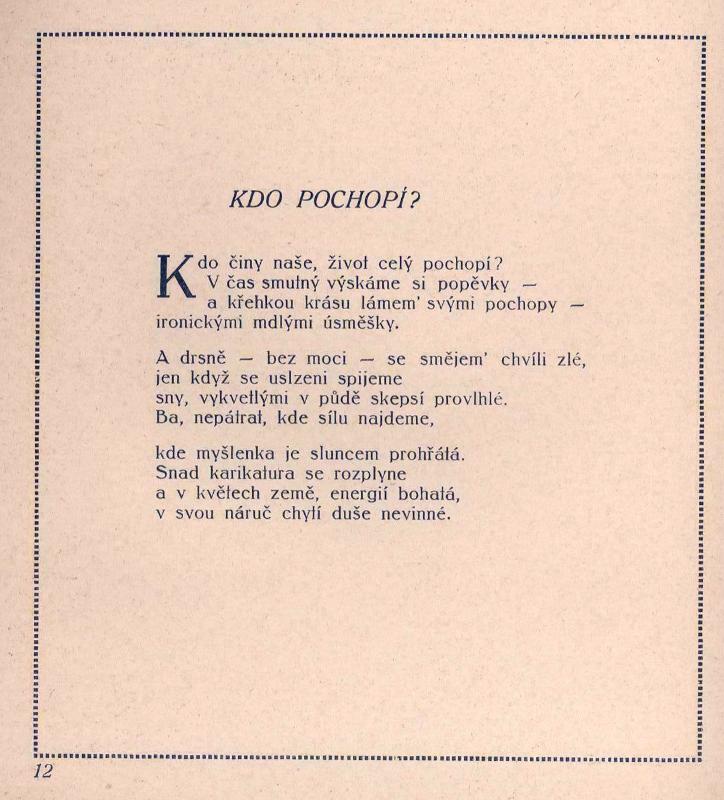 KDO POCHOPÍ?
Kdo činy naše, život celý pochopí?
V čas smutný výskáme si popěvky —
a křehkou krásu lámem' svými pochopy —
ironickými mdlými úsměšky.
A drsně — bez moci — se smějem' chvíli zlé,
jen když se uslzeni spijeme
sny, vykvetlými v půdě skepsí provlhlé.
Ba, nepátrat, kde sílu najdeme,
kde myšlenka je sluncem prohřátá.
Snad karikatura se rozplyne
a v květech země, energií bohatá,
v svou náruč chytí duše nevinné.
12